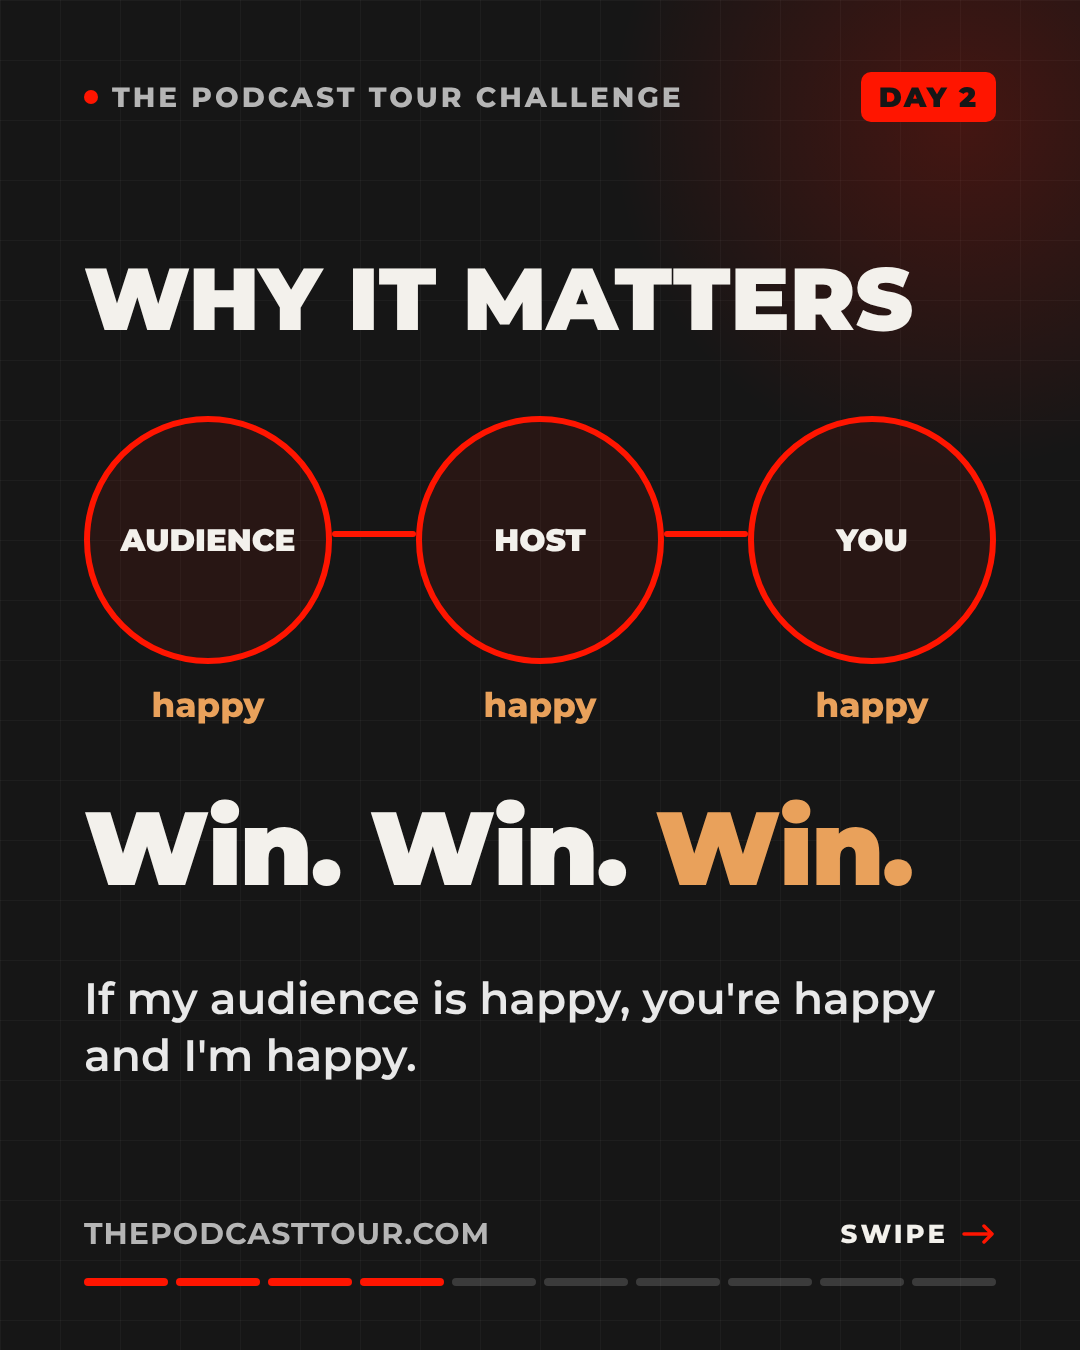 THE PODCAST TOUR CHALLENGE
DAY 2
WHY IT MATTERS
AUDIENCE
HOST
YOU
happy
happy
happy
Win. Win. Win.
If my audience is happy, you're happy
and I'm happy.
THEPODCASTTOUR.COM
SWIPE →